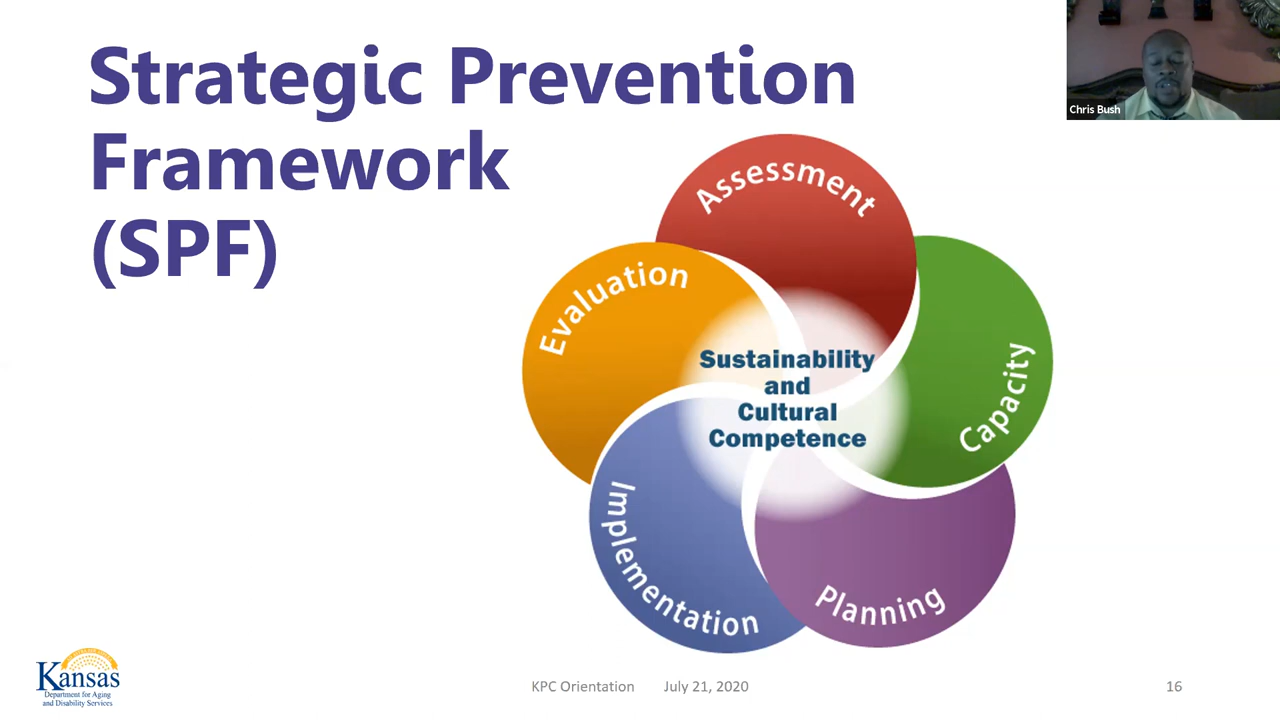 Strategic Prevention
Framework
(SPF)
Chris Bush
Assessment
Capacity
Planning
Implementation
Evaluation
Sustainability
and
Cultural
Competence
Kansas
Department for Aging
and Disability Services
KPC Orientation July 21, 2020
16